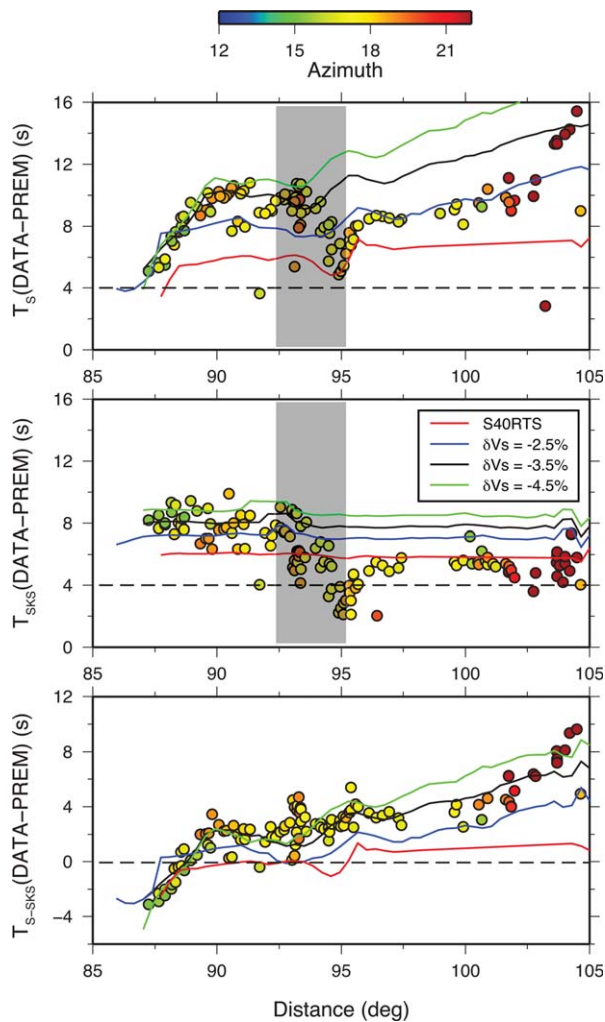 12 15 18 21
Azimuth
16
12
8
4
0
T_S(DATA-PREM) (s)
85 90 95 100 105
16
12
8
4
0
T_SKS(DATA-PREM) (s)
S40RTS
δVs = -2.5%
δVs = -3.5%
δVs = -4.5%
85 90 95 100 105
12
8
4
0
-4
T_S-SKS(DATA-PREM) (s)
85 90 95 100 105
Distance (deg)